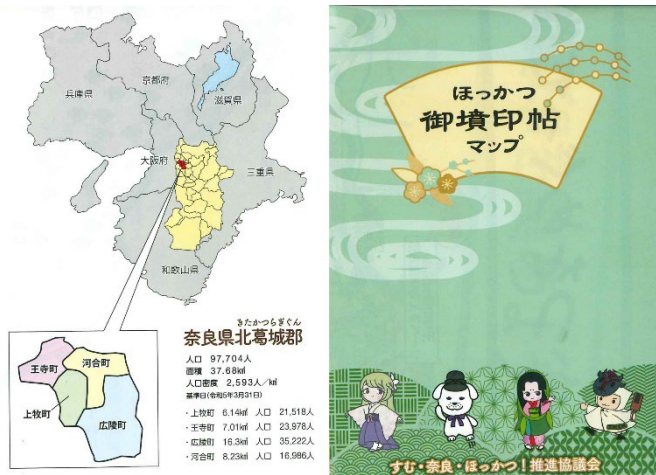 京都府
滋賀県
兵庫県
大阪府
三重県
和歌山県
王寺町
河合町
上牧町
広陵町
きたかつらぎぐん
奈良県北葛城郡
・人口 97,704人
面積 37.68㎢
人口密度 2,593人/㎢
基準日(令和5年3月31日)
・上牧町 6.14㎢ 人口 21,518人
・王寺町 7.01㎢ 人口 23,978人
・広陵町 16.3㎢ 人口 35,222人
・河合町 8.23㎢ 人口 16,986人
ほっかつ
御墳印帖
マップ
すむ・奈良・ほっかつ!推進協議会